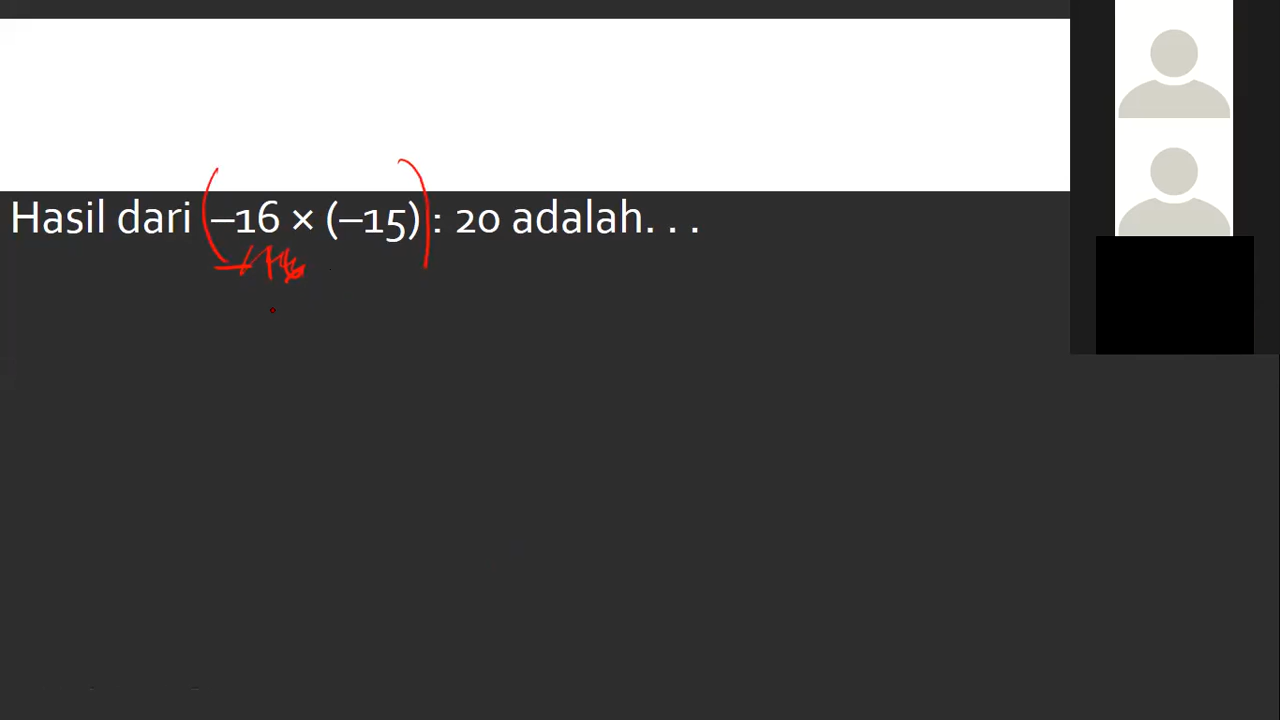 Hasil dari (–16 × (–15)) : 20 adalah. . .